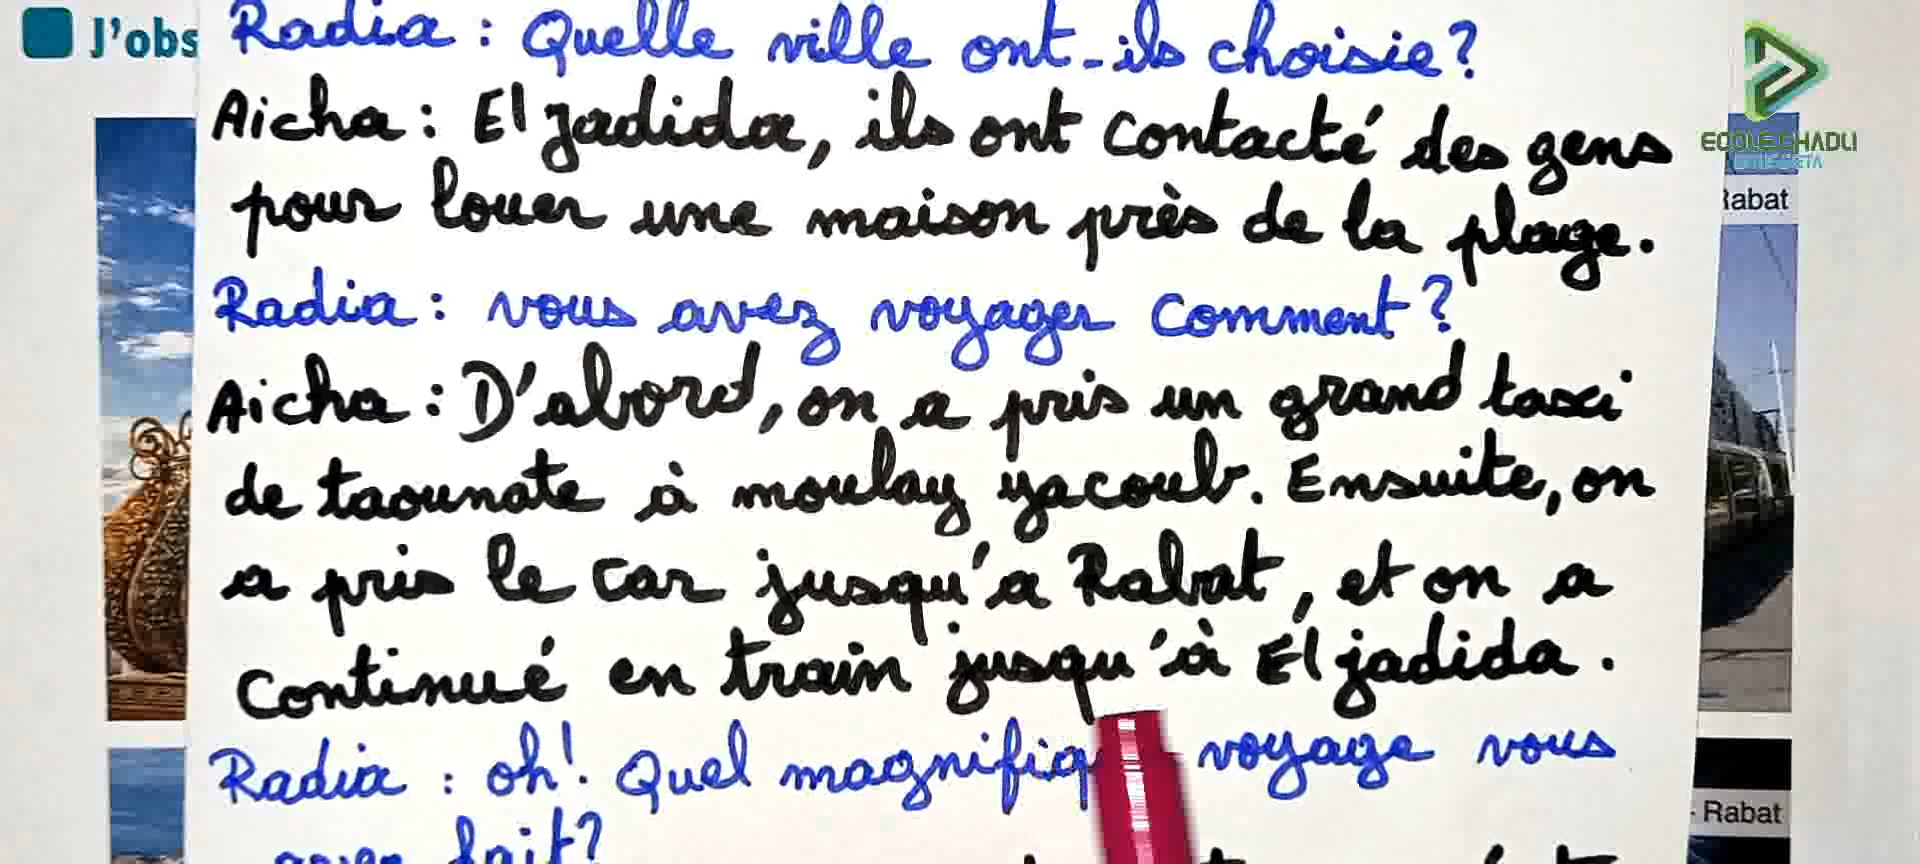 J'obs
Radia : Quelle ville ont-ils choisie?
Aicha : El jadida, ils ont contacté des gens
pour louer une maison près de la plage.
Radia : vous avez voyager comment?
Aicha : D'abord, on a pris un grand taxi
de taounate à moulay yacoub. Ensuite, on
a pris le car jusqu'a Rabat, et on a
continué en train jusqu'à El jadida.
Radia : oh! Quel magnifiq voyage vous
fait?
ECOLE GHADLI
Rabat
- Rabat